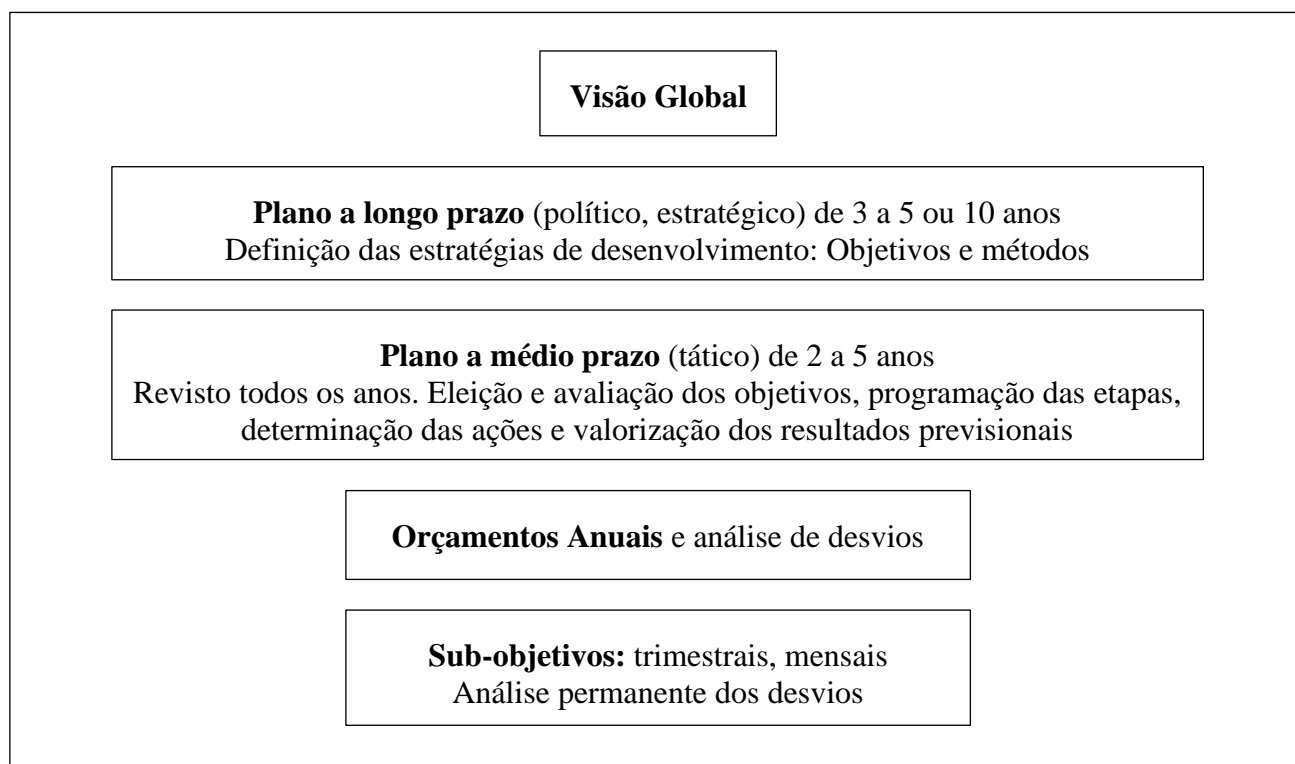 Visão Global
Plano a longo prazo (político, estratégico) de 3 a 5 ou 10 anos
Definição das estratégias de desenvolvimento: Objetivos e métodos
Plano a médio prazo (tático) de 2 a 5 anos
Revisto todos os anos. Eleição e avaliação dos objetivos, programação das etapas,
determinação das ações e valorização dos resultados previsionais
Orçamentos Anuais e análise de desvios
Sub-objetivos: trimestrais, mensais
Análise permanente dos desvios